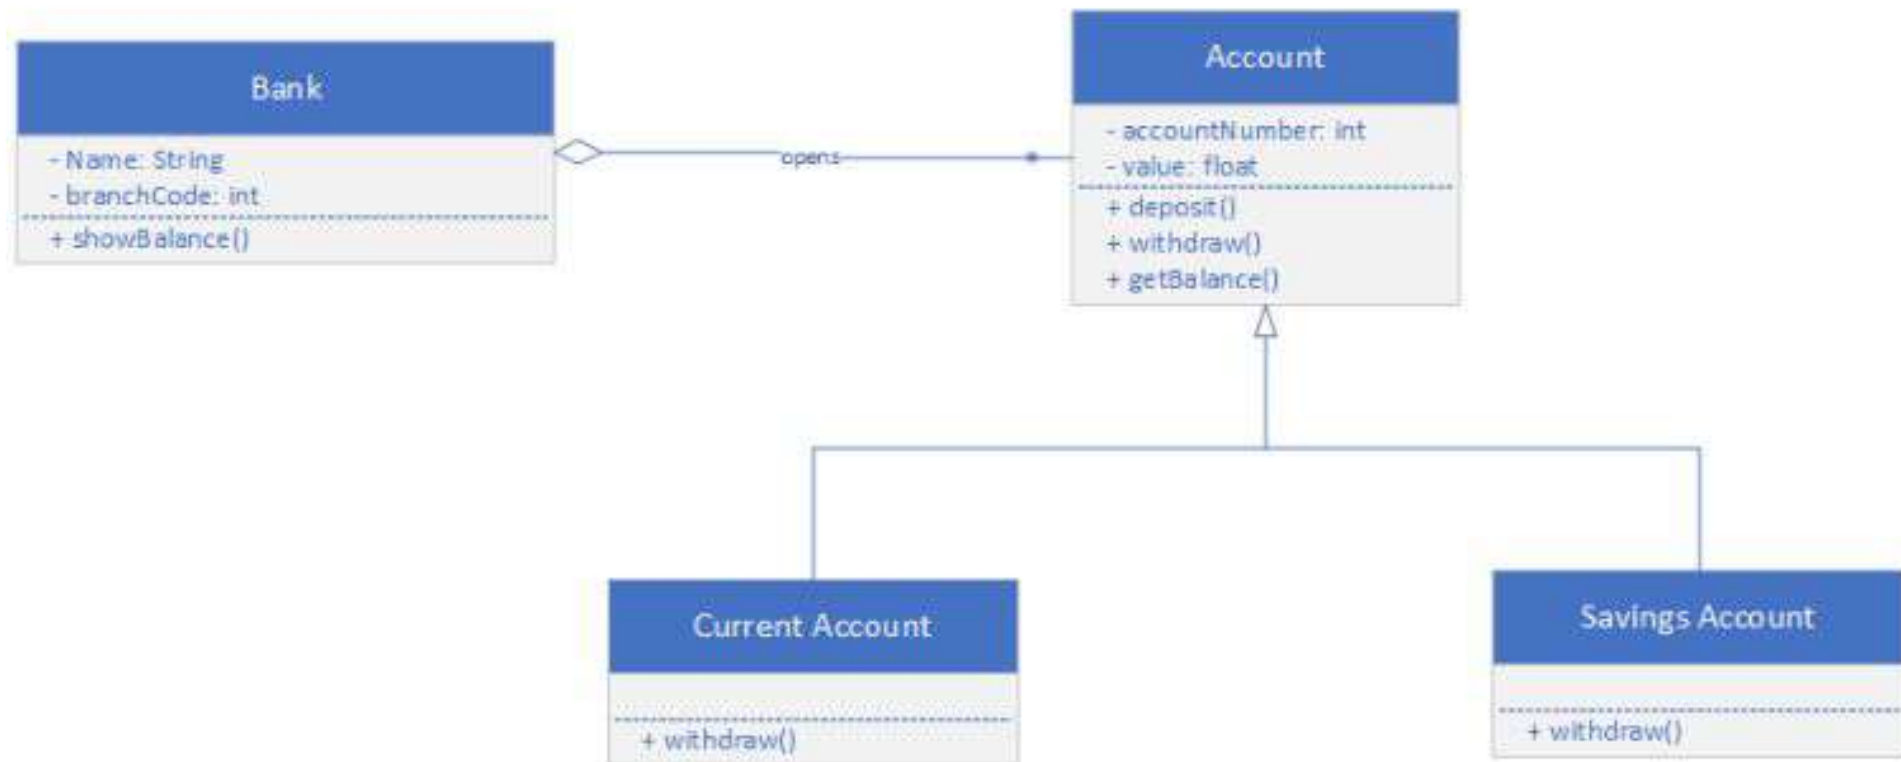 Bank
- Name: String
- branchCode: int
+ showBalance()
opens
*
Account
- accountNumber: int
- value: float
+ deposit()
+ withdraw()
+ getBalance()
Current Account
+ withdraw()
Savings Account
+ withdraw()